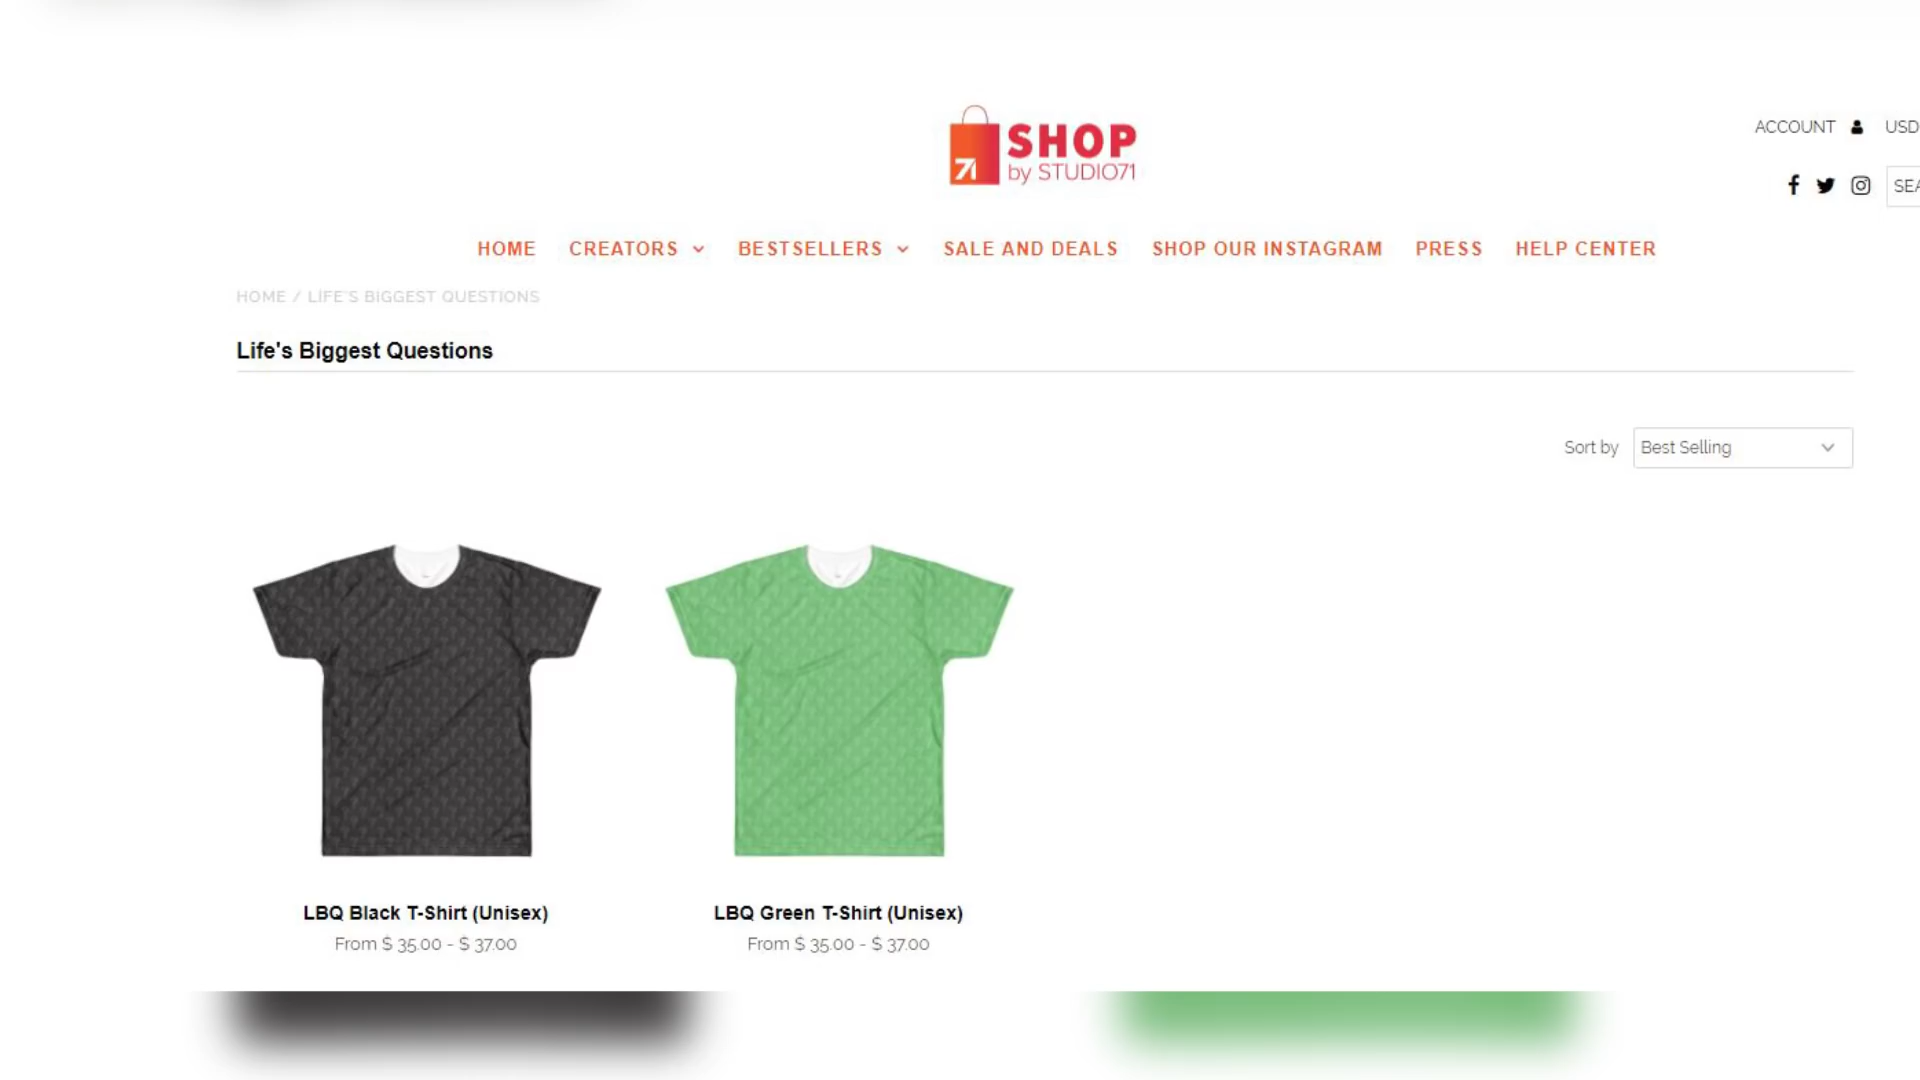 SHOP
by STUDIO71
ACCOUNT USD
HOME CREATORS BESTSELLERS SALE AND DEALS SHOP OUR INSTAGRAM PRESS HELP CENTER
HOME / LIFE'S BIGGEST QUESTIONS
Life's Biggest Questions
Sort by Best Selling
LBQ Black T-Shirt (Unisex) LBQ Green T-Shirt (Unisex)
From $ 35.00 - $ 37.00 From $ 35.00 - $ 37.00